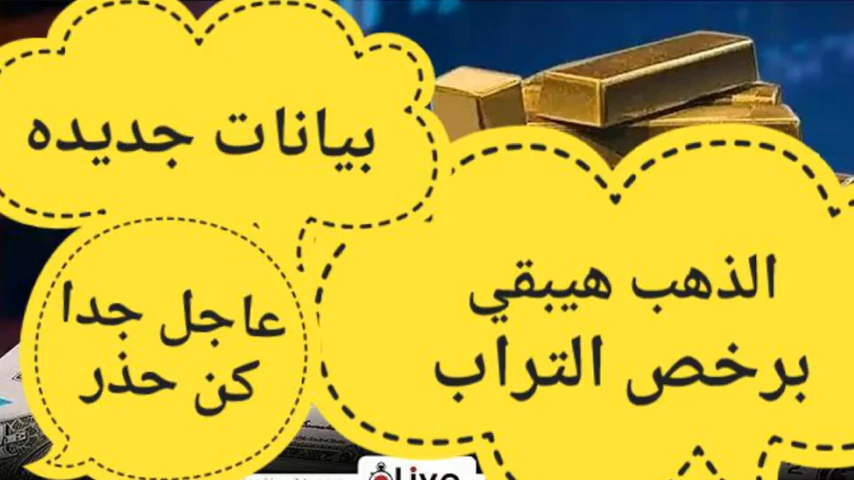 بيانات جديده
الذهب هيبقي
برخص التراب
عاجل جدا
كن حذر
Live